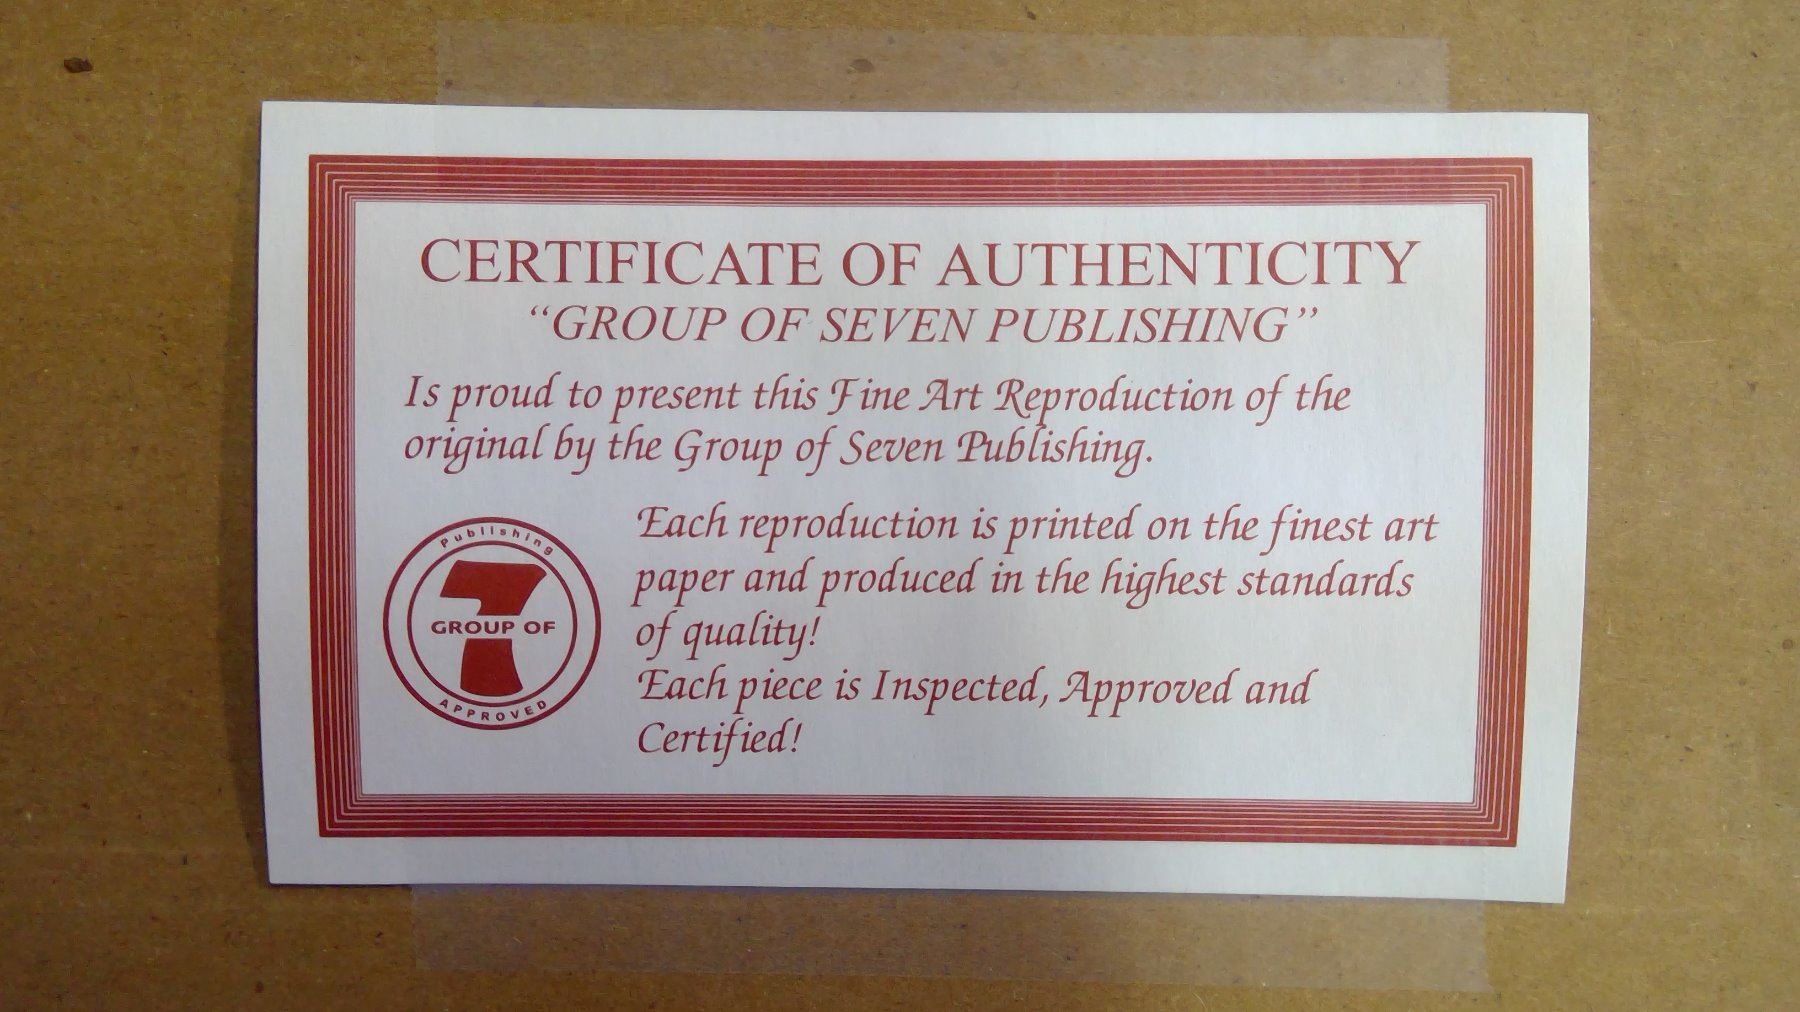 CERTIFICATE OF AUTHENTICITY
“GROUP OF SEVEN PUBLISHING”
Is proud to present this Fine Art Reproduction of the
original by the Group of Seven Publishing.
Each reproduction is printed on the finest art
paper and produced in the highest standards
of quality!
Each piece is Inspected, Approved and
Certified!
Publishing
7
GROUP OF
APPROVED